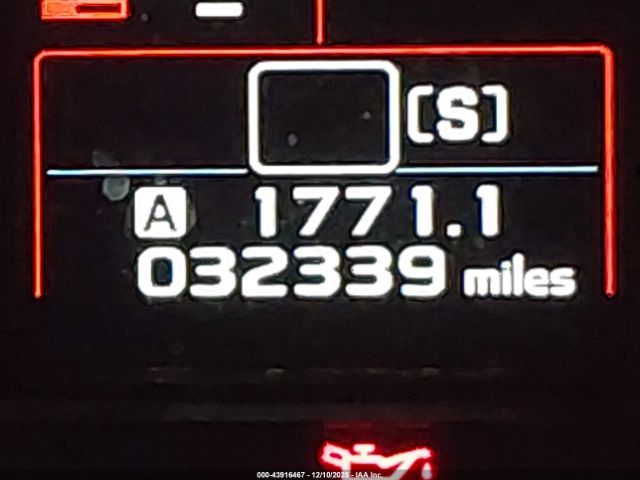 [S]
A 1771.1
032339 miles
000-43916467 - 12/10/2025 - IAA Inc.